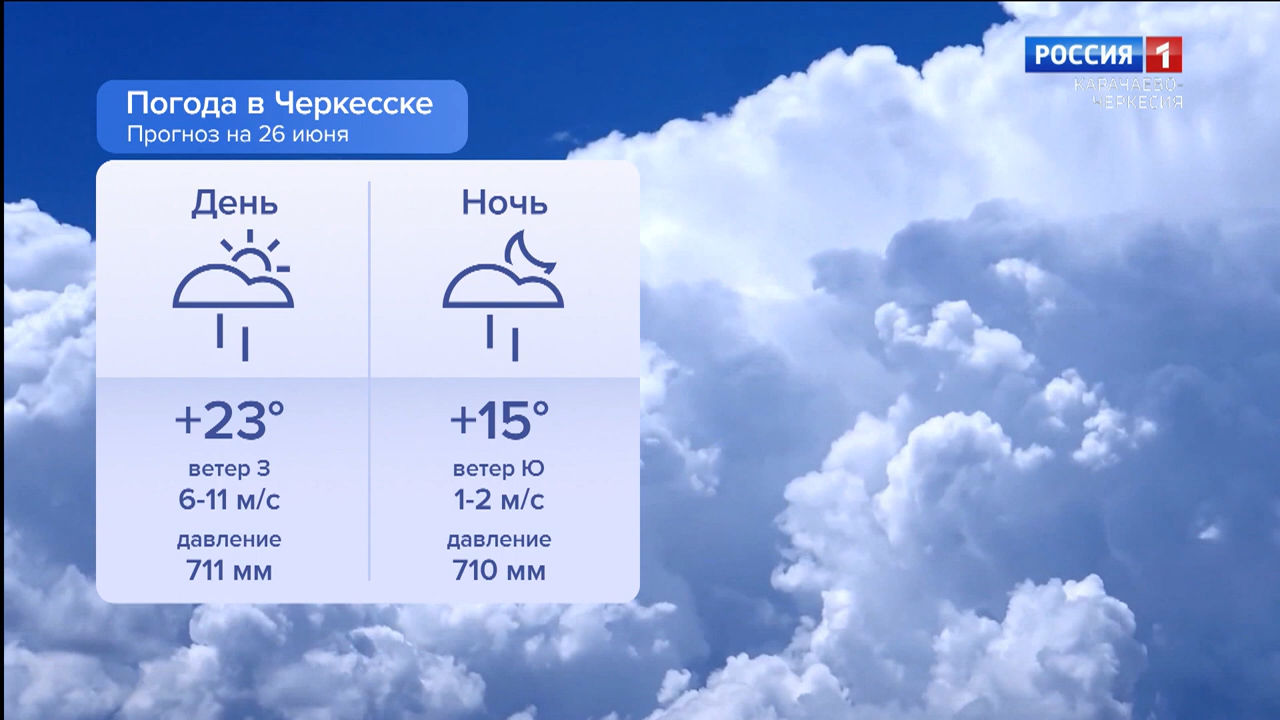 Погода в Черкесске
Прогноз на 26 июня
День
Ночь
+23°
+15°
ветер З
6-11 м/с
ветер Ю
1-2 м/с
давление
711 мм
давление
710 мм
РОССИЯ 1
КАРАЧАЕВО-
ЧЕРКЕСИЯ